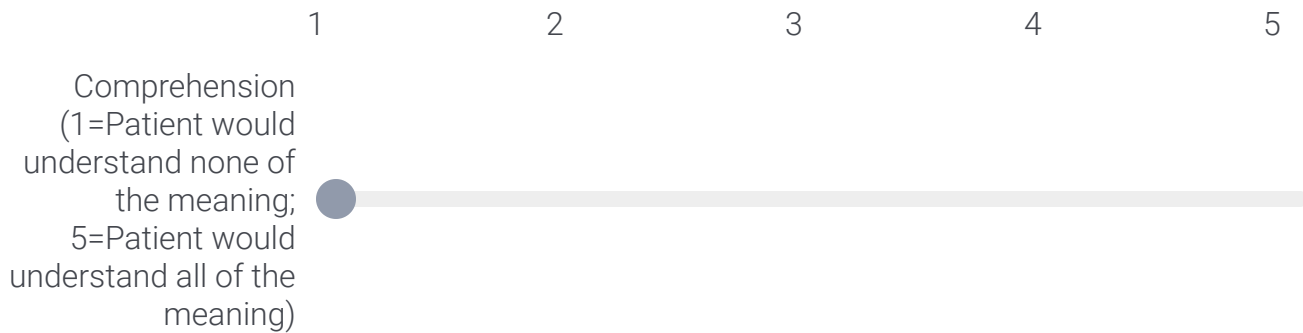 1 2 3 4 5
Comprehension
(1=Patient would
understand none of
the meaning;
5=Patient would
understand all of the
meaning)